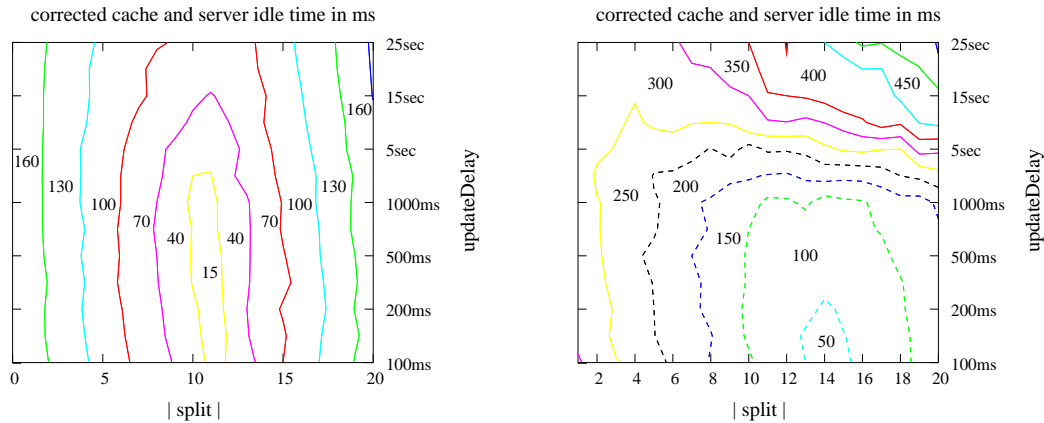 corrected cache and server idle time in ms
25sec
15sec
5sec
1000ms
500ms
200ms
100ms
updateDelay
160
130
100
70
40
15
40
70
100
130
160
0 5 10 15 20
| split |
corrected cache and server idle time in ms
25sec
15sec
5sec
1000ms
500ms
200ms
100ms
updateDelay
300
350
400
450
250
200
150
100
50
2 4 6 8 10 12 14 16 18 20
| split |